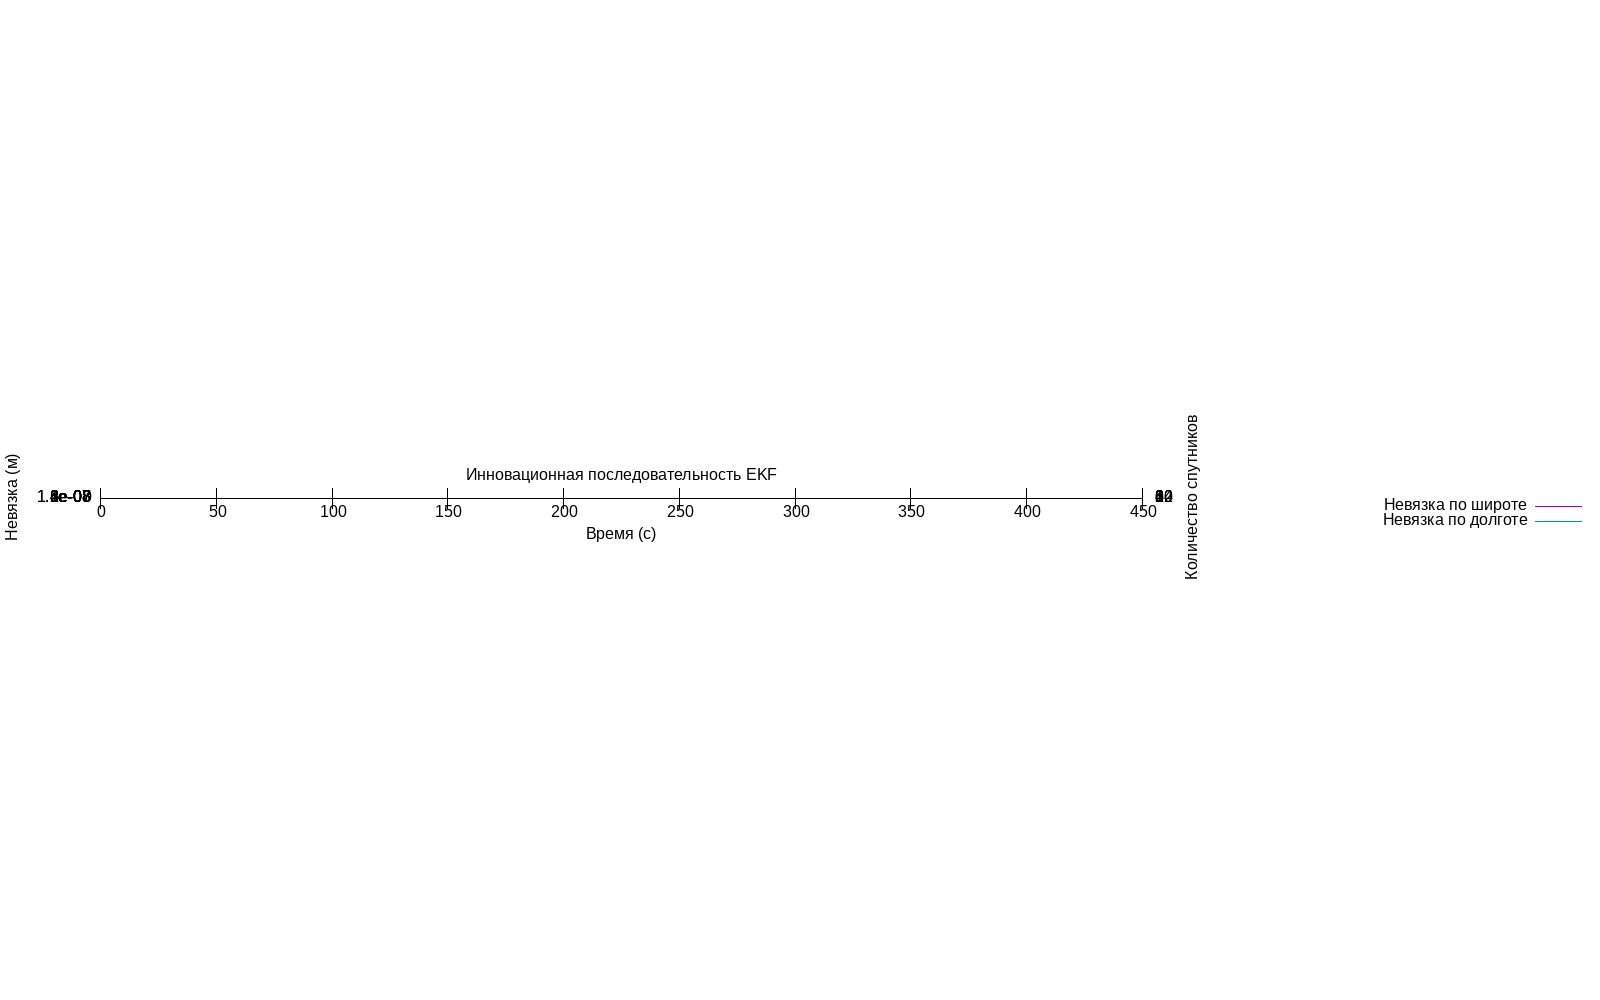 Инновационная последовательность EKF
Невязка (м)
Количество спутников
0 50 100 150 200 250 300 350 400 450
Время (с)
Невязка по широте
Невязка по долготе